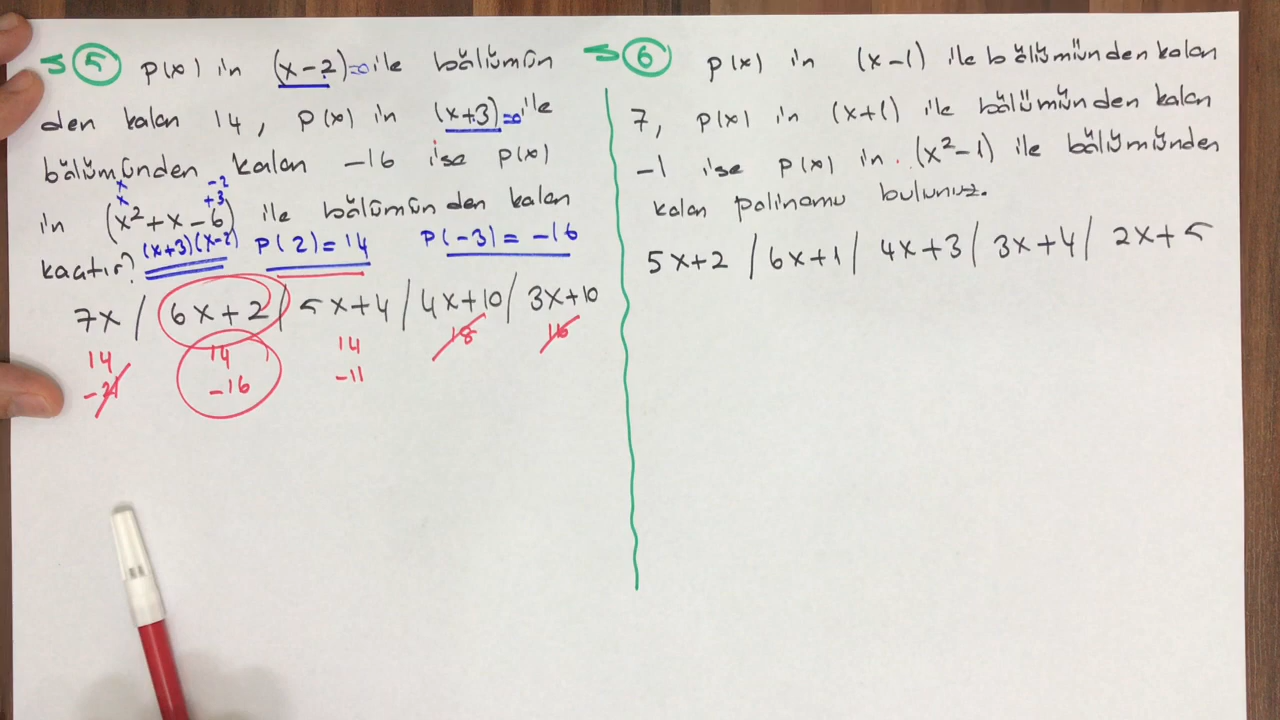 5 P(x) in (x-2)=0 ile bölümün
den kalan 14, P(x) in (x+3)=0 ile
bölümünden kalan -16 ise P(x)
x -2
x +3
in (x²+x-6) ile bölümünden kalan
kaçtır? (x+3)(x-2) P(2)=14 P(-3)=-16
7x / 6x+2 / 5x+4 / 4x+10 / 3x+10
14 14 14 18 16
-21 -16 -11
6 P(x) in (x-1) ile bölümünden kalan
7, P(x) in (x+1) ile bölümünden kalan
-1 ise P(x) in (x²-1) ile bölümünden
kalan polinomu bulunuz.
5x+2 / 6x+1 / 4x+3 / 3x+4 / 2x+5